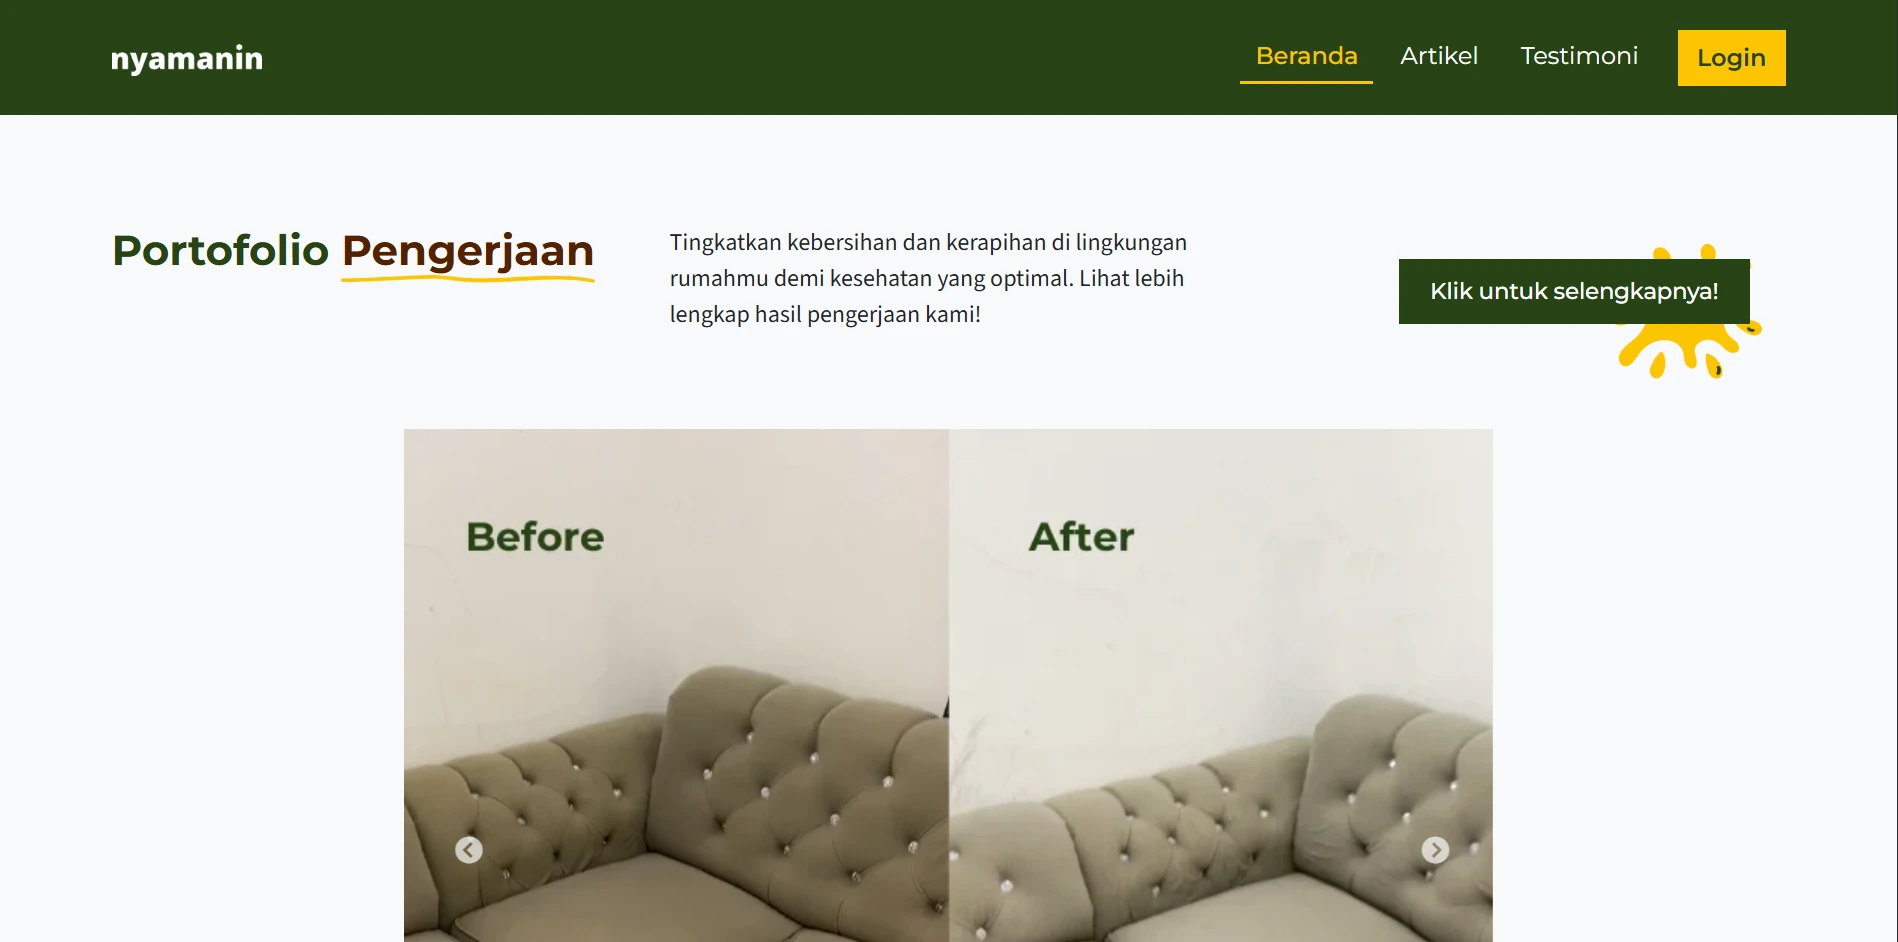 nyamanin
Beranda
Artikel
Testimoni
Login
Portofolio Pengerjaan
Tingkatkan kebersihan dan kerapihan di lingkungan
rumahmu demi kesehatan yang optimal. Lihat lebih
lengkap hasil pengerjaan kami!
Klik untuk selengkapnya!
Before
After